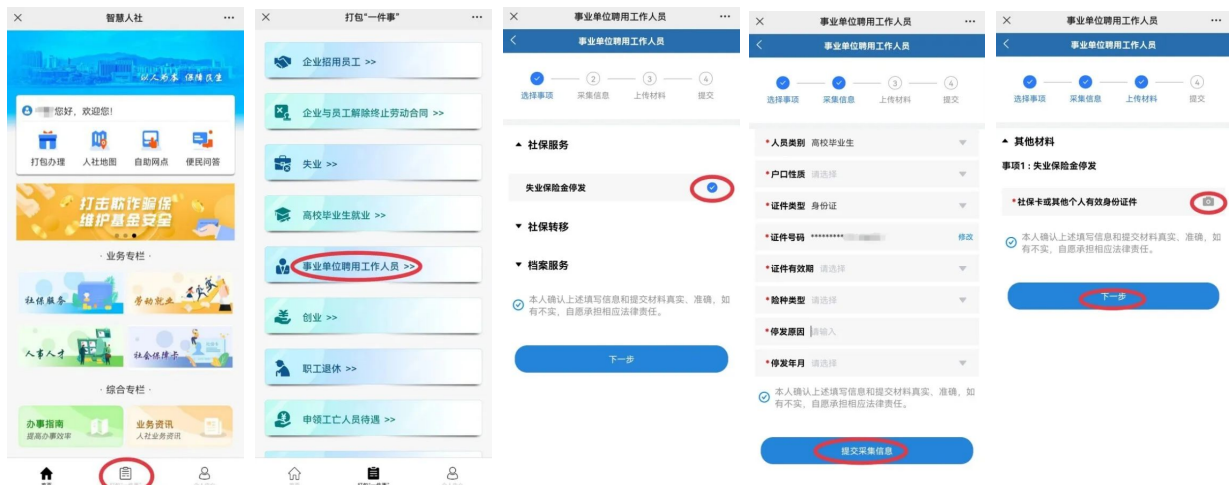 智慧人社
以人为本 保障民生
您好，欢迎您！
打包办理 人社地图 自助网点 便民问答
打击欺诈骗保
维护基金安全
· 业务专栏 ·
社保服务 劳动就业
人事人才 社会保障卡
· 综合专栏 ·
办事指南 业务资讯
提高办事效率 人社业务资讯
打包“一件事”
企业招用员工 >>
企业与员工解除终止劳动合同 >>
失业 >>
高校毕业生就业 >>
事业单位聘用工作人员 >>
创业 >>
职工退休 >>
申领工亡人员待遇 >>
事业单位聘用工作人员
事业单位聘用工作人员
2 3 4
选择事项 采集信息 上传材料 提交
社保服务
失业保险金停发
社保转移
档案服务
本人确认上述填写信息和提交材料真实、准确，如
有不实，自愿承担相应法律责任。
下一步
事业单位聘用工作人员
事业单位聘用工作人员
3 4
选择事项 采集信息 上传材料 提交
*人员类别 高校毕业生
*户口性质 请选择
*证件类型 身份证
*证件号码 ********* 修改
*证件有效期 请选择
*险种类型 请选择
*停发原因 请输入
*停发年月 请选择
本人确认上述填写信息和提交材料真实、准确，如
有不实，自愿承担相应法律责任。
提交采集信息
事业单位聘用工作人员
事业单位聘用工作人员
4
选择事项 采集信息 上传材料 提交
其他材料
事项1：失业保险金停发
*社保卡或其他个人有效身份证件
本人确认上述填写信息和提交材料真实、准确，如
有不实，自愿承担相应法律责任。
下一步